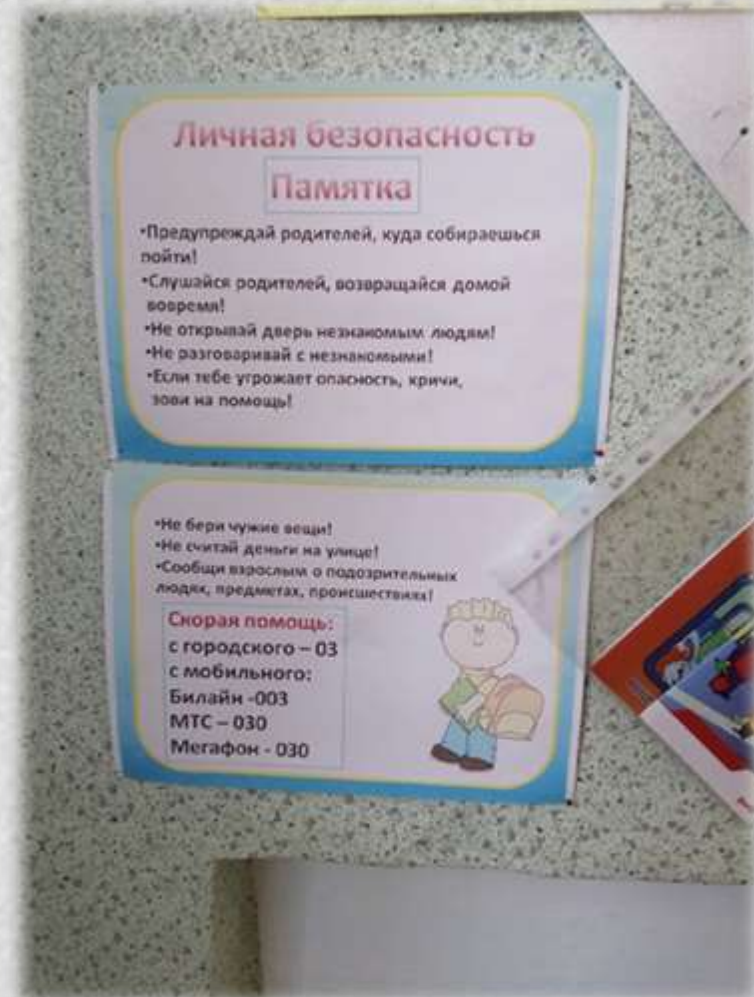 Личная безопасность
Памятка
•Предупреждай родителей, куда собираешься
пойти!
•Слушайся родителей, возвращайся домой
вовремя!
•Не открывай дверь незнакомым людям!
•Не разговаривай с незнакомыми!
•Если тебе угрожает опасность, кричи,
зови на помощь!
•Не бери чужие вещи!
•Не считай деньги на улице!
•Сообщи взрослым о подозрительных
людях, предметах, происшествиях!
Скорая помощь:
с городского – 03
с мобильного:
Билайн -003
МТС – 030
Мегафон - 030